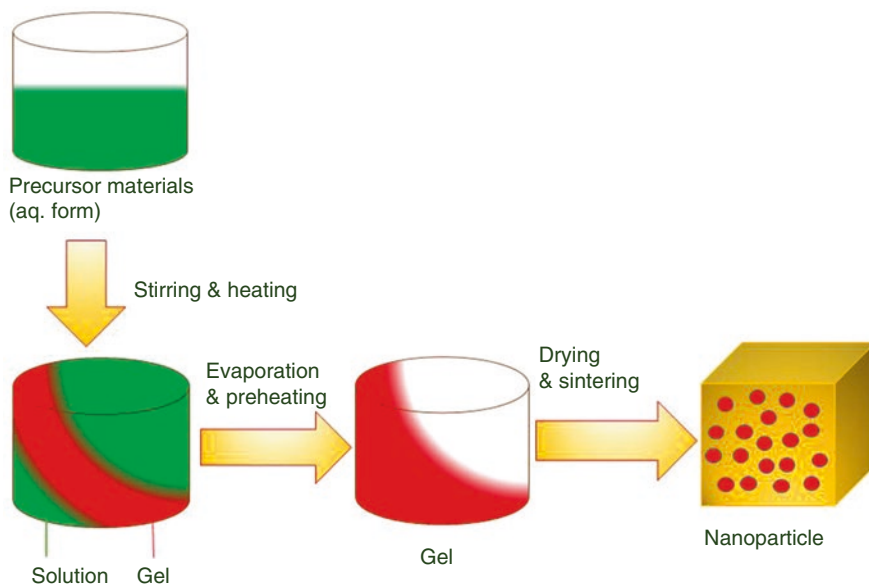 Precursor materials
(aq. form)
Stirring & heating
Evaporation
& preheating
Drying
& sintering
Solution
Gel
Gel
Nanoparticle